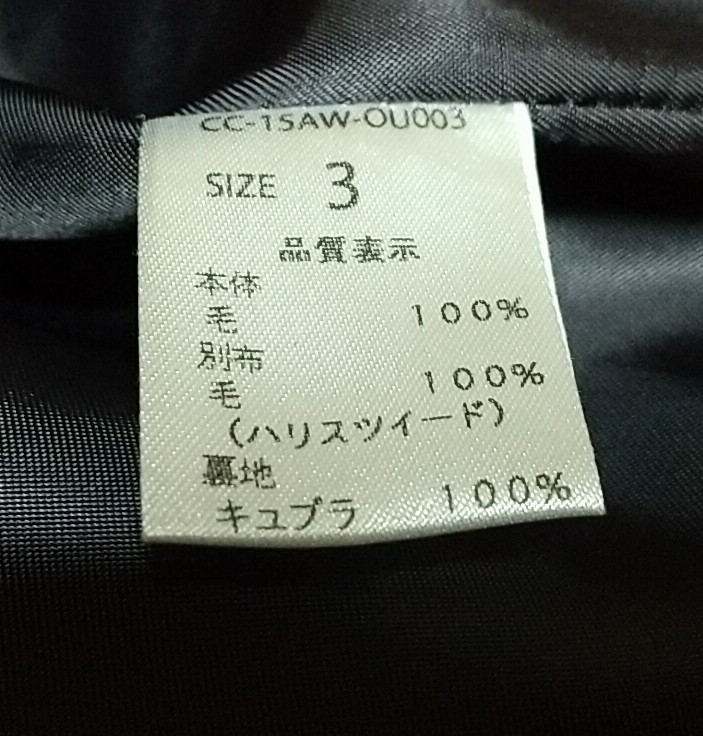 CC-15AW-OU003
SIZE 3
品質表示
本体
毛 100%
別布
毛 100%
(ハリスツイード)
裏地
キュプラ 100%